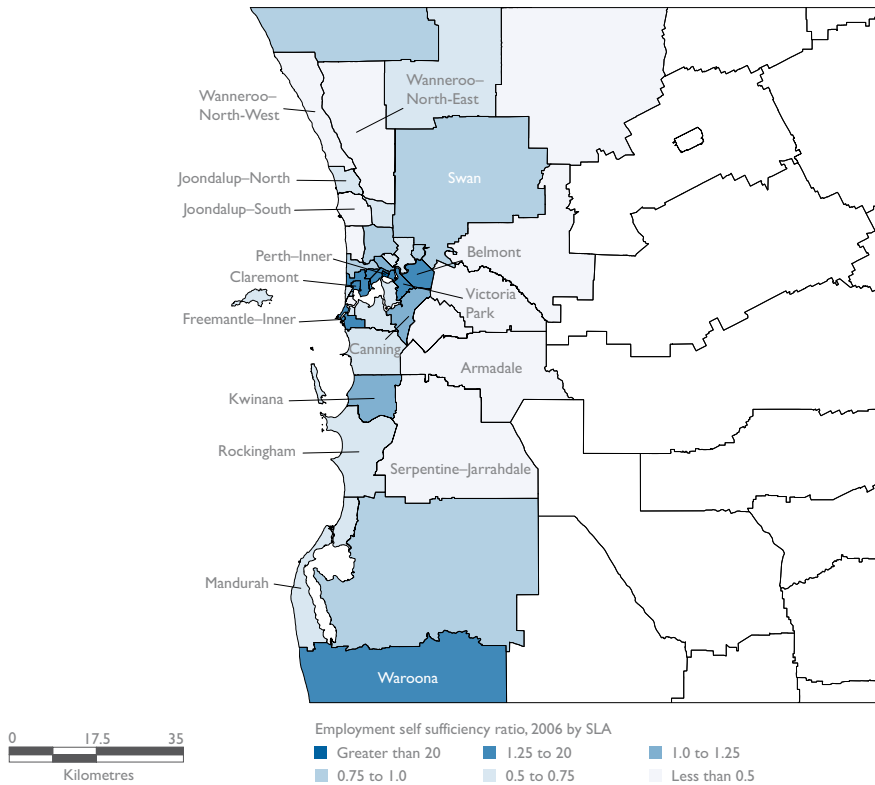 Wanneroo–
North-East
Wanneroo–
North-West
Joondalup–North
Swan
Joondalup–South
Perth–Inner
Belmont
Claremont
Victoria
Park
Freemantle–Inner
Canning
Armadale
Kwinana
Rockingham
Serpentine–Jarrahdale
Mandurah
Waroona
0 17.5 35
Kilometres
Employment self sufficiency ratio, 2006 by SLA
Greater than 20 1.25 to 20 1.0 to 1.25
0.75 to 1.0 0.5 to 0.75 Less than 0.5